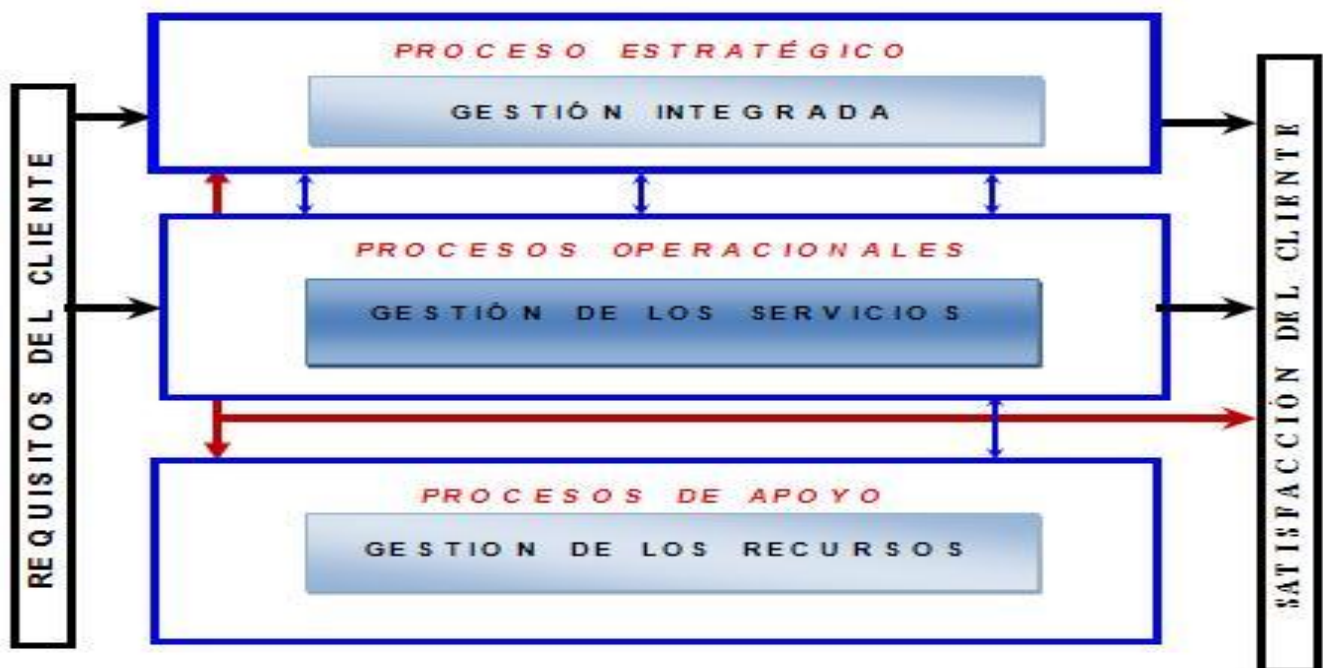 REQUISITOS DEL CLIENTE
PROCESO ESTRATÉGICO
GESTIÓN INTEGRADA
PROCESOS OPERACIONALES
GESTIÓN DE LOS SERVICIOS
PROCESOS DE APOYO
GESTION DE LOS RECURSOS
SATISFACCIÓN DEL CLIENTE